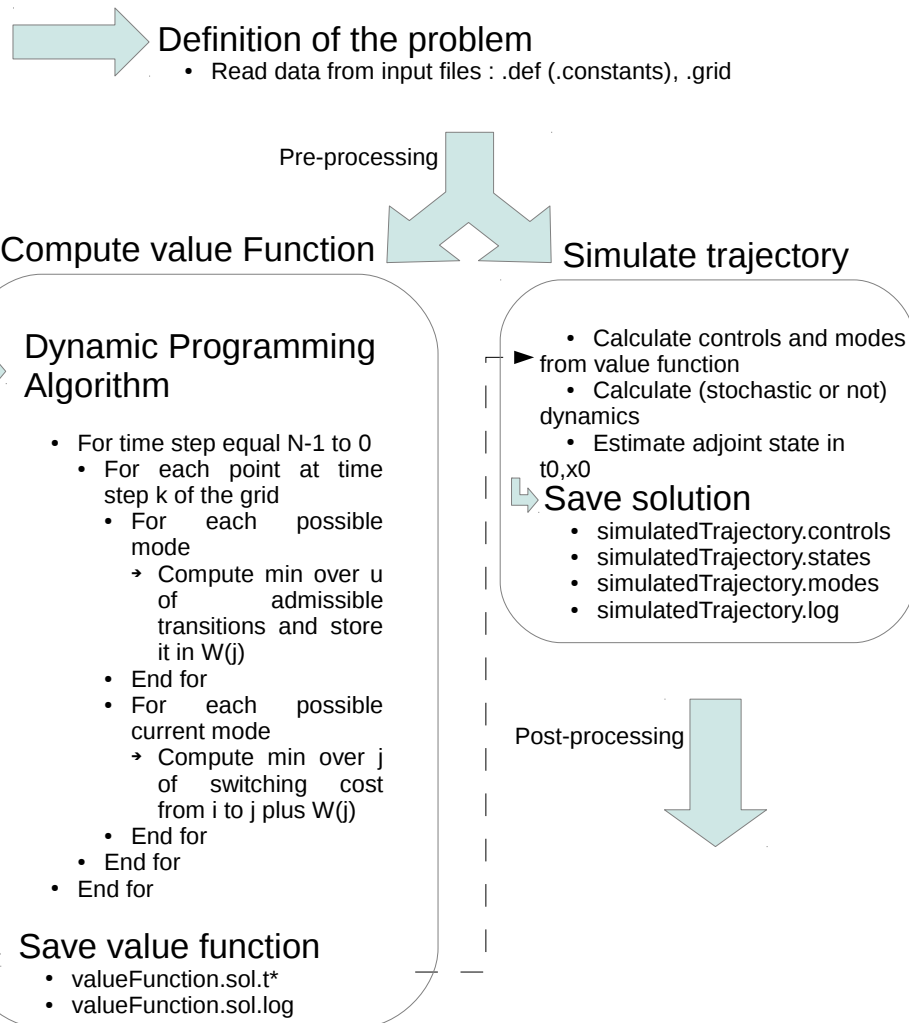 Definition of the problem
• Read data from input files : .def (.constants), .grid
Pre-processing
Compute value Function
Dynamic Programming
Algorithm
• For time step equal N-1 to 0
• For each point at time
step k of the grid
• For each possible
mode
➔ Compute min over u
of admissible
transitions and store
it in W(j)
• End for
• For each possible
current mode
➔ Compute min over j
of switching cost
from i to j plus W(j)
• End for
• End for
• End for
Save value function
• valueFunction.sol.t*
• valueFunction.sol.log
Simulate trajectory
• Calculate controls and modes
from value function
• Calculate (stochastic or not)
dynamics
• Estimate adjoint state in
t0,x0
Save solution
• simulatedTrajectory.controls
• simulatedTrajectory.states
• simulatedTrajectory.modes
• simulatedTrajectory.log
Post-processing